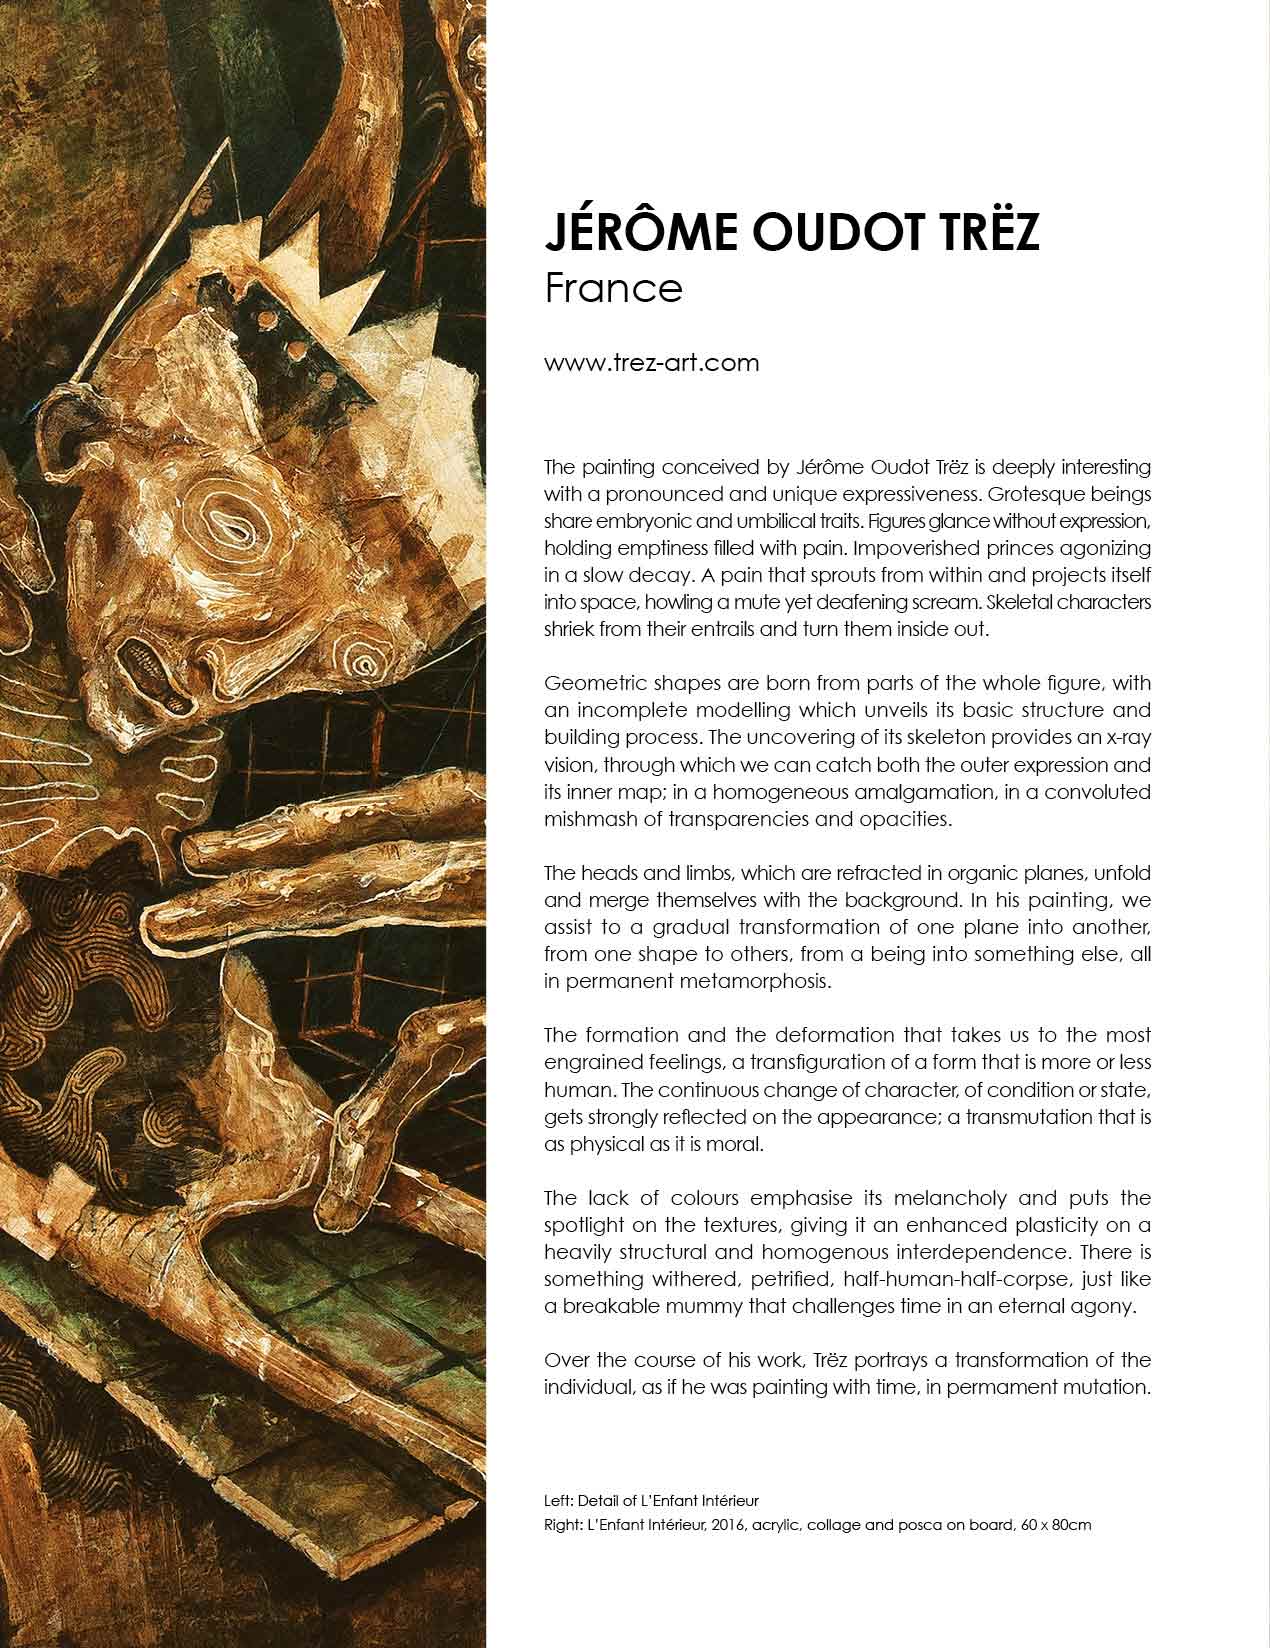 JÉRÔME OUDOT TRËZ
France
www.trez-art.com
The painting conceived by Jérôme Oudot Trëz is deeply interesting
with a pronounced and unique expressiveness. Grotesque beings
share embryonic and umbilical traits. Figures glance without expression,
holding emptiness filled with pain. Impoverished princes agonizing
in a slow decay. A pain that sprouts from within and projects itself
into space, howling a mute yet deafening scream. Skeletal characters
shriek from their entrails and turn them inside out.
Geometric shapes are born from parts of the whole figure, with
an incomplete modelling which unveils its basic structure and
building process. The uncovering of its skeleton provides an x-ray
vision, through which we can catch both the outer expression and
its inner map; in a homogeneous amalgamation, in a convoluted
mishmash of transparencies and opacities.
The heads and limbs, which are refracted in organic planes, unfold
and merge themselves with the background. In his painting, we
assist to a gradual transformation of one plane into another,
from one shape to others, from a being into something else, all
in permanent metamorphosis.
The formation and the deformation that takes us to the most
engrained feelings, a transfiguration of a form that is more or less
human. The continuous change of character, of condition or state,
gets strongly reflected on the appearance; a transmutation that is
as physical as it is moral.
The lack of colours emphasise its melancholy and puts the
spotlight on the textures, giving it an enhanced plasticity on a
heavily structural and homogenous interdependence. There is
something withered, petrified, half-human-half-corpse, just like
a breakable mummy that challenges time in an eternal agony.
Over the course of his work, Trëz portrays a transformation of the
individual, as if he was painting with time, in permament mutation.
Left: Detail of L'Enfant Intérieur
Right: L'Enfant Intérieur, 2016, acrylic, collage and posca on board, 60 x 80cm